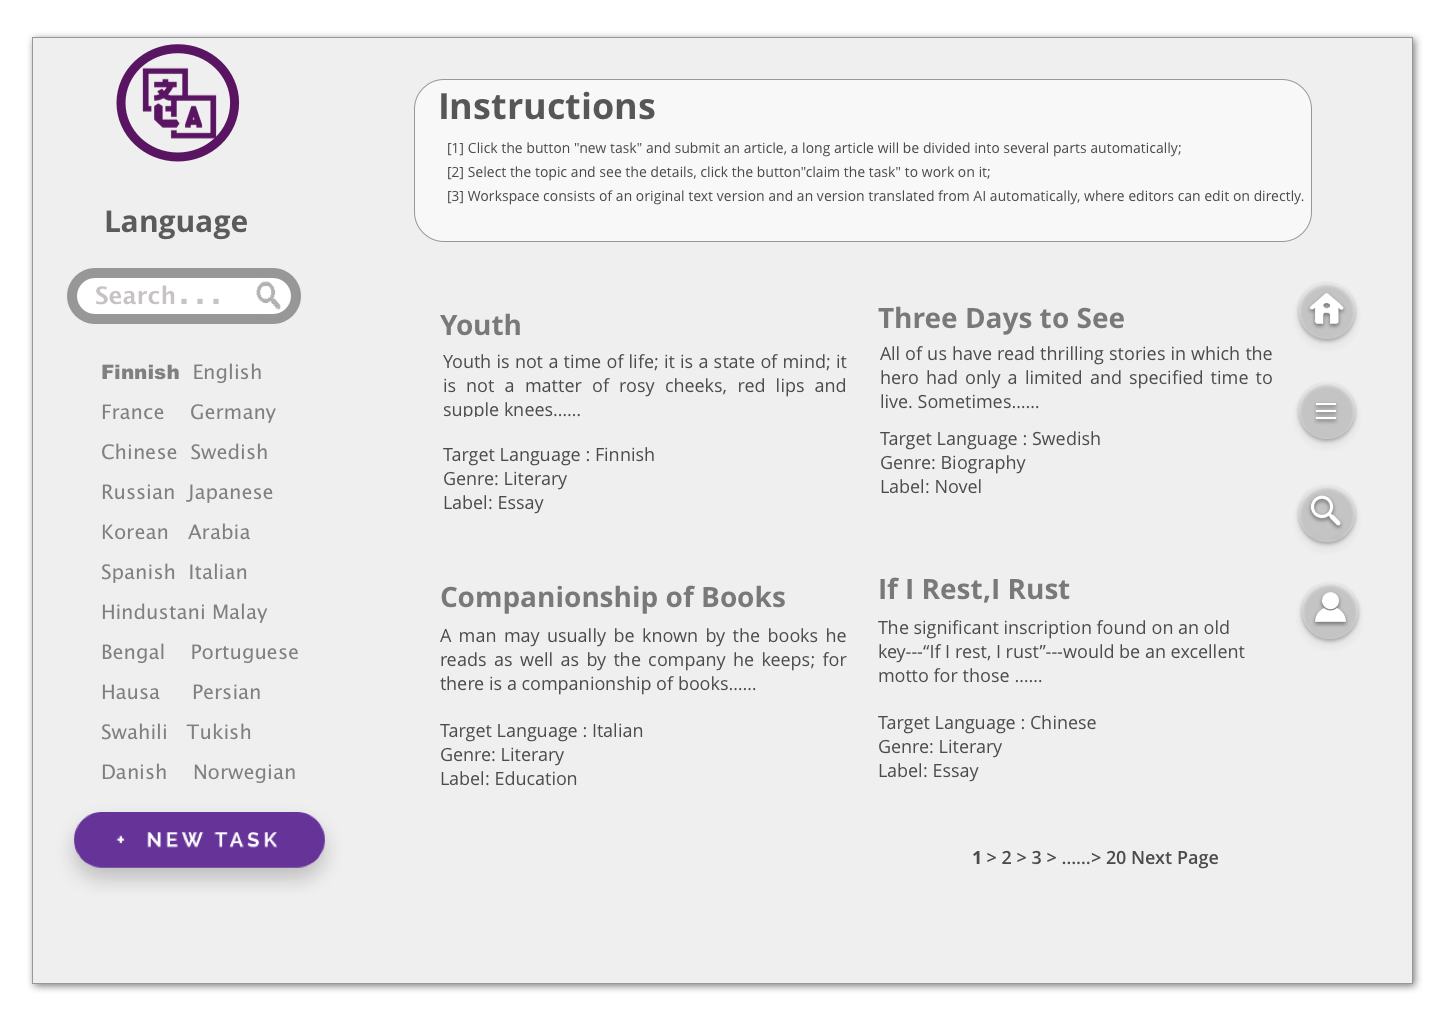 文 A
Language
Search...
Finnish English
France Germany
Chinese Swedish
Russian Japanese
Korean Arabia
Spanish Italian
Hindustani Malay
Bengal Portuguese
Hausa Persian
Swahili Tukish
Danish Norwegian
+ NEW TASK
Instructions
[1] Click the button "new task" and submit an article, a long article will be divided into several parts automatically;
[2] Select the topic and see the details, click the button"claim the task" to work on it;
[3] Workspace consists of an original text version and an version translated from AI automatically, where editors can edit on directly.
Youth
Youth is not a time of life; it is a state of mind; it
is not a matter of rosy cheeks, red lips and
supple knees......
Target Language : Finnish
Genre: Literary
Label: Essay
Three Days to See
All of us have read thrilling stories in which the
hero had only a limited and specified time to
live. Sometimes......
Target Language : Swedish
Genre: Biography
Label: Novel
Companionship of Books
A man may usually be known by the books he
reads as well as by the company he keeps; for
there is a companionship of books......
Target Language : Italian
Genre: Literary
Label: Education
If I Rest,I Rust
The significant inscription found on an old
key---“If I rest, I rust”---would be an excellent
motto for those ......
Target Language : Chinese
Genre: Literary
Label: Essay
1 > 2 > 3 > ......> 20 Next Page